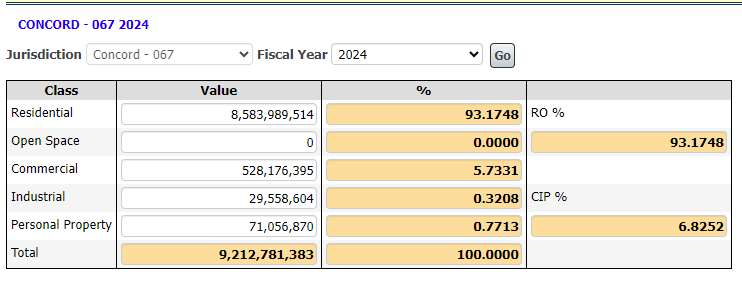 CONCORD - 067 2024
Jurisdiction Concord - 067 Fiscal Year 2024 Go
Class Value %
Residential 8,583,989,514 93.1748 RO %
Open Space 0 0.0000 93.1748
Commercial 528,176,395 5.7331
Industrial 29,558,604 0.3208 CIP %
Personal Property 71,056,870 0.7713 6.8252
Total 9,212,781,383 100.0000